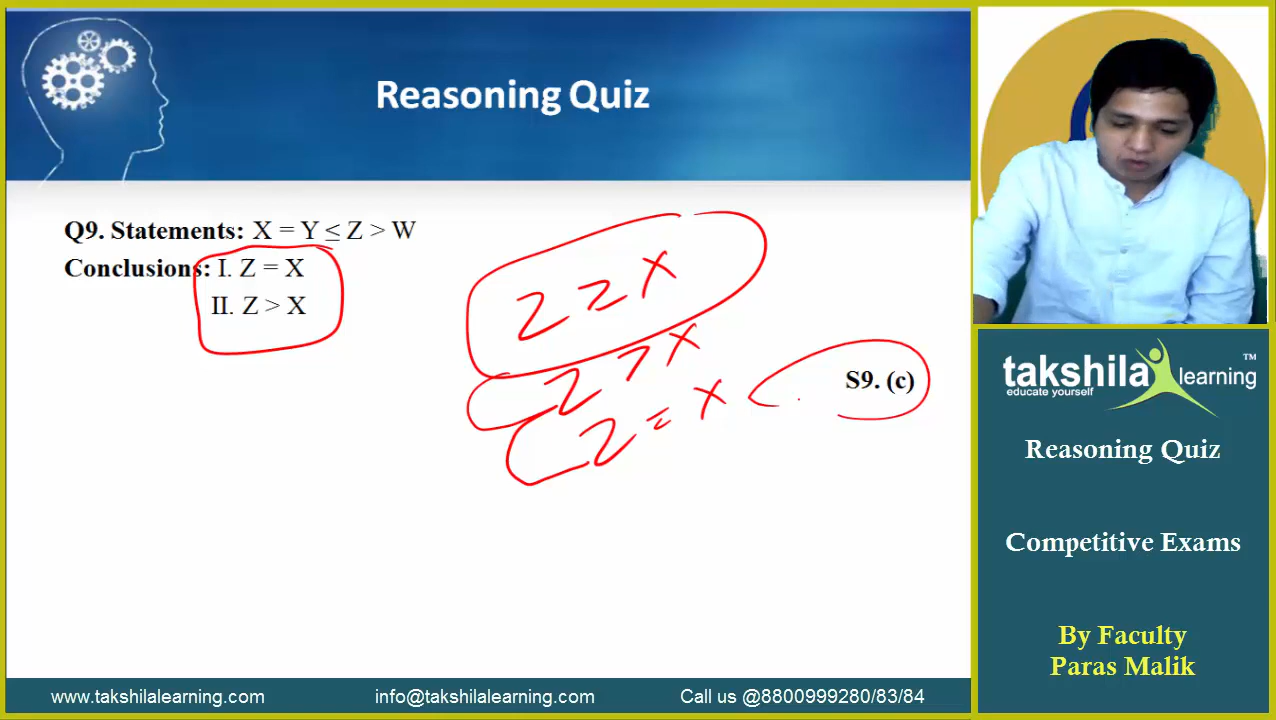 Reasoning Quiz
Q9. Statements: X = Y ≤ Z > W
Conclusions: I. Z = X
II. Z > X
Z ≥ X
Z > X
Z = X
S9. (c)
takshila learning ™
educate yourself
Reasoning Quiz
Competitive Exams
By Faculty
Paras Malik
www.takshilalearning.com info@takshilalearning.com Call us @8800999280/83/84